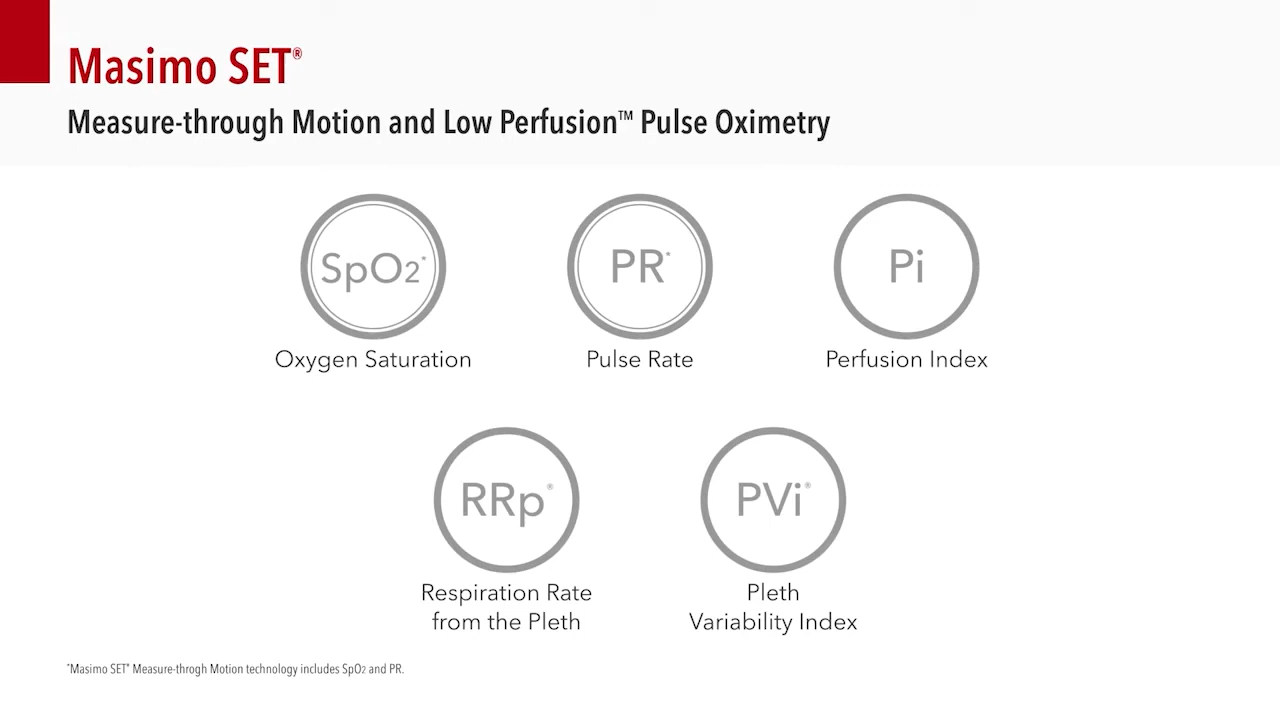 Masimo SET®
Measure-through Motion and Low Perfusion™ Pulse Oximetry
SpO2*
PR*
Pi
Oxygen Saturation
Pulse Rate
Perfusion Index
RRp®
PVi®
Respiration Rate
from the Pleth
Pleth
Variability Index
*Masimo SET® Measure-throgh Motion technology includes SpO2 and PR.